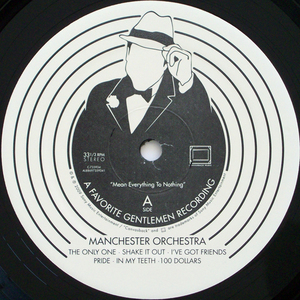 33 1/3 RPM
STEREO
"Mean Everything To Nothing"
A
SIDE
A FAVORITE GENTLEMEN RECORDING
MANCHESTER ORCHESTRA
THE ONLY ONE · SHAKE IT OUT · I'VE GOT FRIENDS
PRIDE · IN MY TEETH · 100 DOLLARS